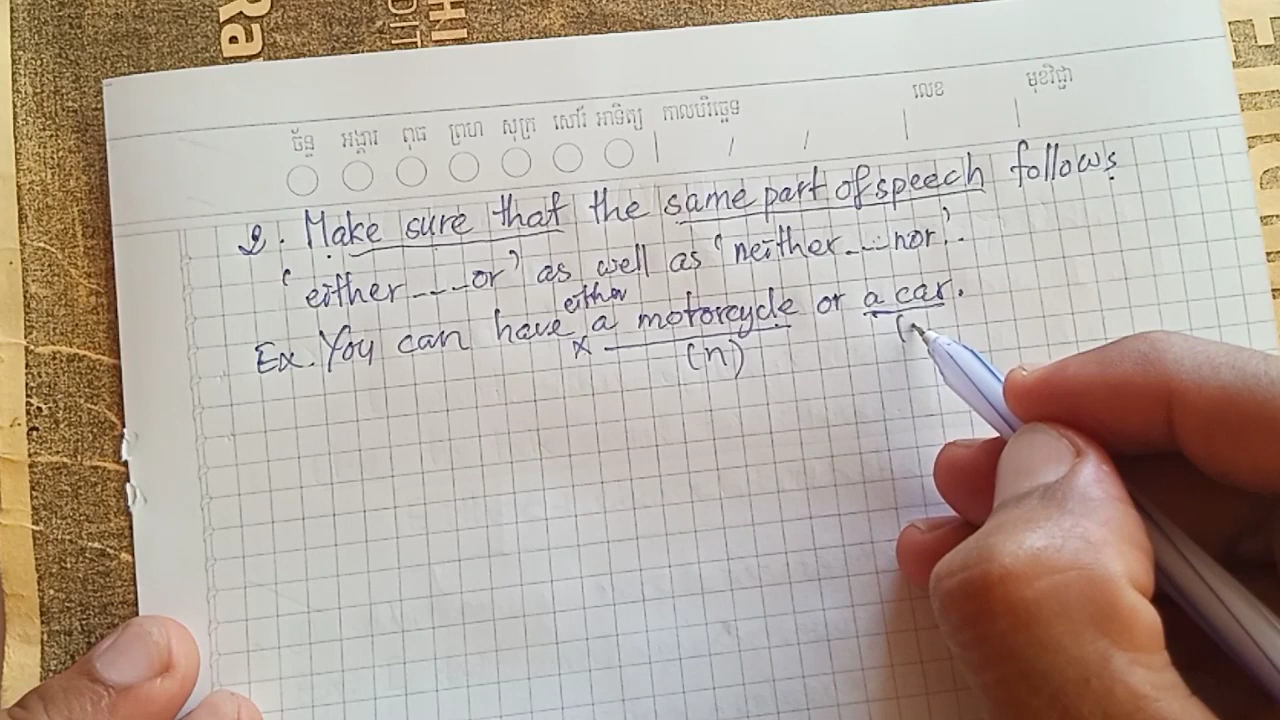 Ra
HI
DIT
ច័ន្ទ អង្គារ ពុធ ព្រហ សុក្រ សៅរ៍ អាទិត្យ កាលបរិច្ឆេទ / / លេខ មុខវិជ្ជា
2. Make sure that the same part of speech follows
'either ---or' as well as 'neither---nor'.
either
Ex. You can have a motorcycle or a car.
x (n) (